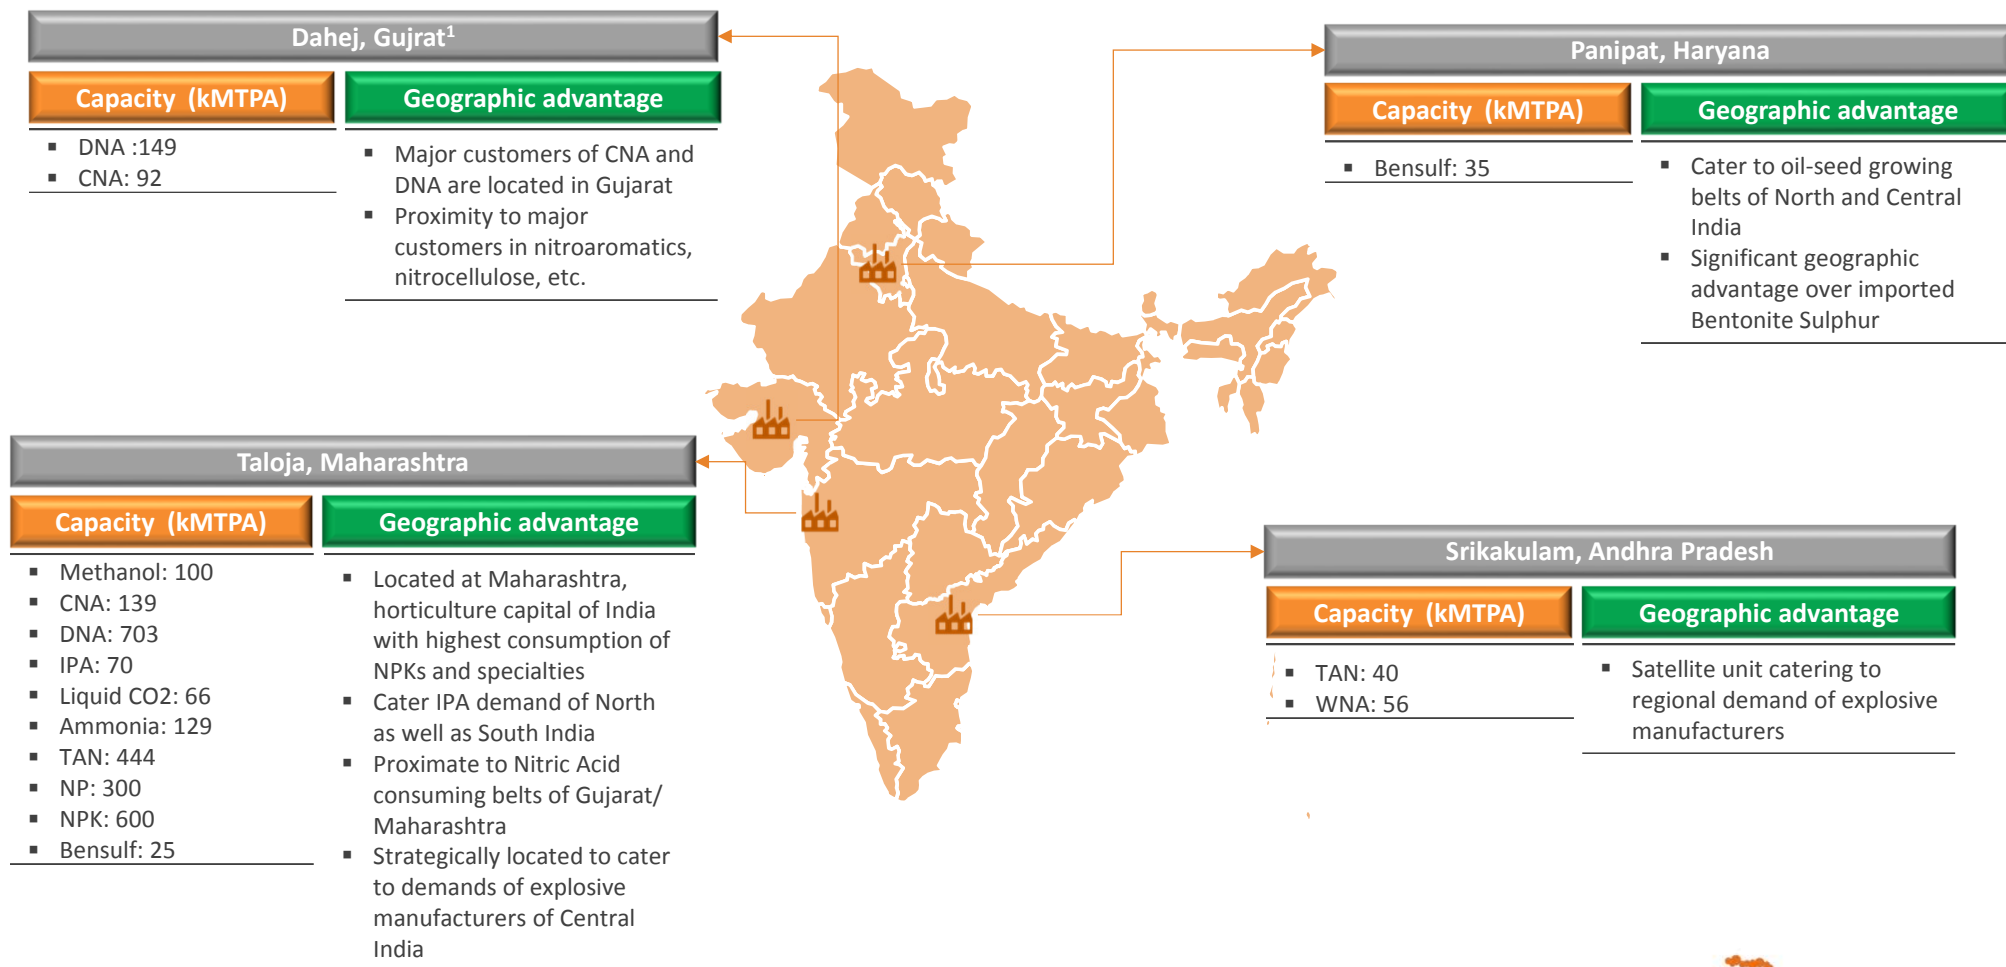 Dahej, Gujrat¹
Capacity (kMTPA)
Geographic advantage
▪ DNA :149
▪ CNA: 92
▪ Major customers of CNA and
DNA are located in Gujarat
▪ Proximity to major
customers in nitroaromatics,
nitrocellulose, etc.
Panipat, Haryana
Capacity (kMTPA)
Geographic advantage
▪ Bensulf: 35
▪ Cater to oil-seed growing
belts of North and Central
India
▪ Significant geographic
advantage over imported
Bentonite Sulphur
Taloja, Maharashtra
Capacity (kMTPA)
Geographic advantage
▪ Methanol: 100
▪ CNA: 139
▪ DNA: 703
▪ IPA: 70
▪ Liquid CO2: 66
▪ Ammonia: 129
▪ TAN: 444
▪ NP: 300
▪ NPK: 600
▪ Bensulf: 25
▪ Located at Maharashtra,
horticulture capital of India
with highest consumption of
NPKs and specialties
▪ Cater IPA demand of North
as well as South India
▪ Proximate to Nitric Acid
consuming belts of Gujarat/
Maharashtra
▪ Strategically located to cater
to demands of explosive
manufacturers of Central
India
Srikakulam, Andhra Pradesh
Capacity (kMTPA)
Geographic advantage
▪ TAN: 40
▪ WNA: 56
▪ Satellite unit catering to
regional demand of explosive
manufacturers